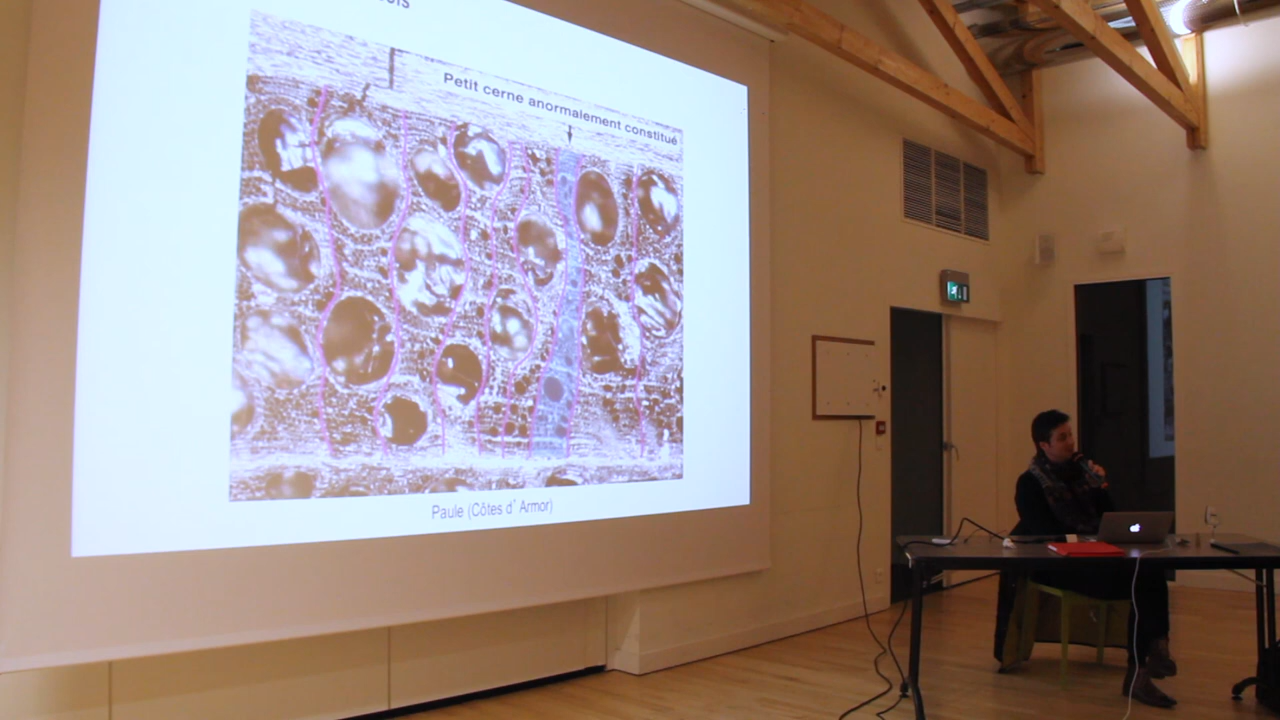 Petit cerne anormalement constitué
Paule (Côtes d' Armor)